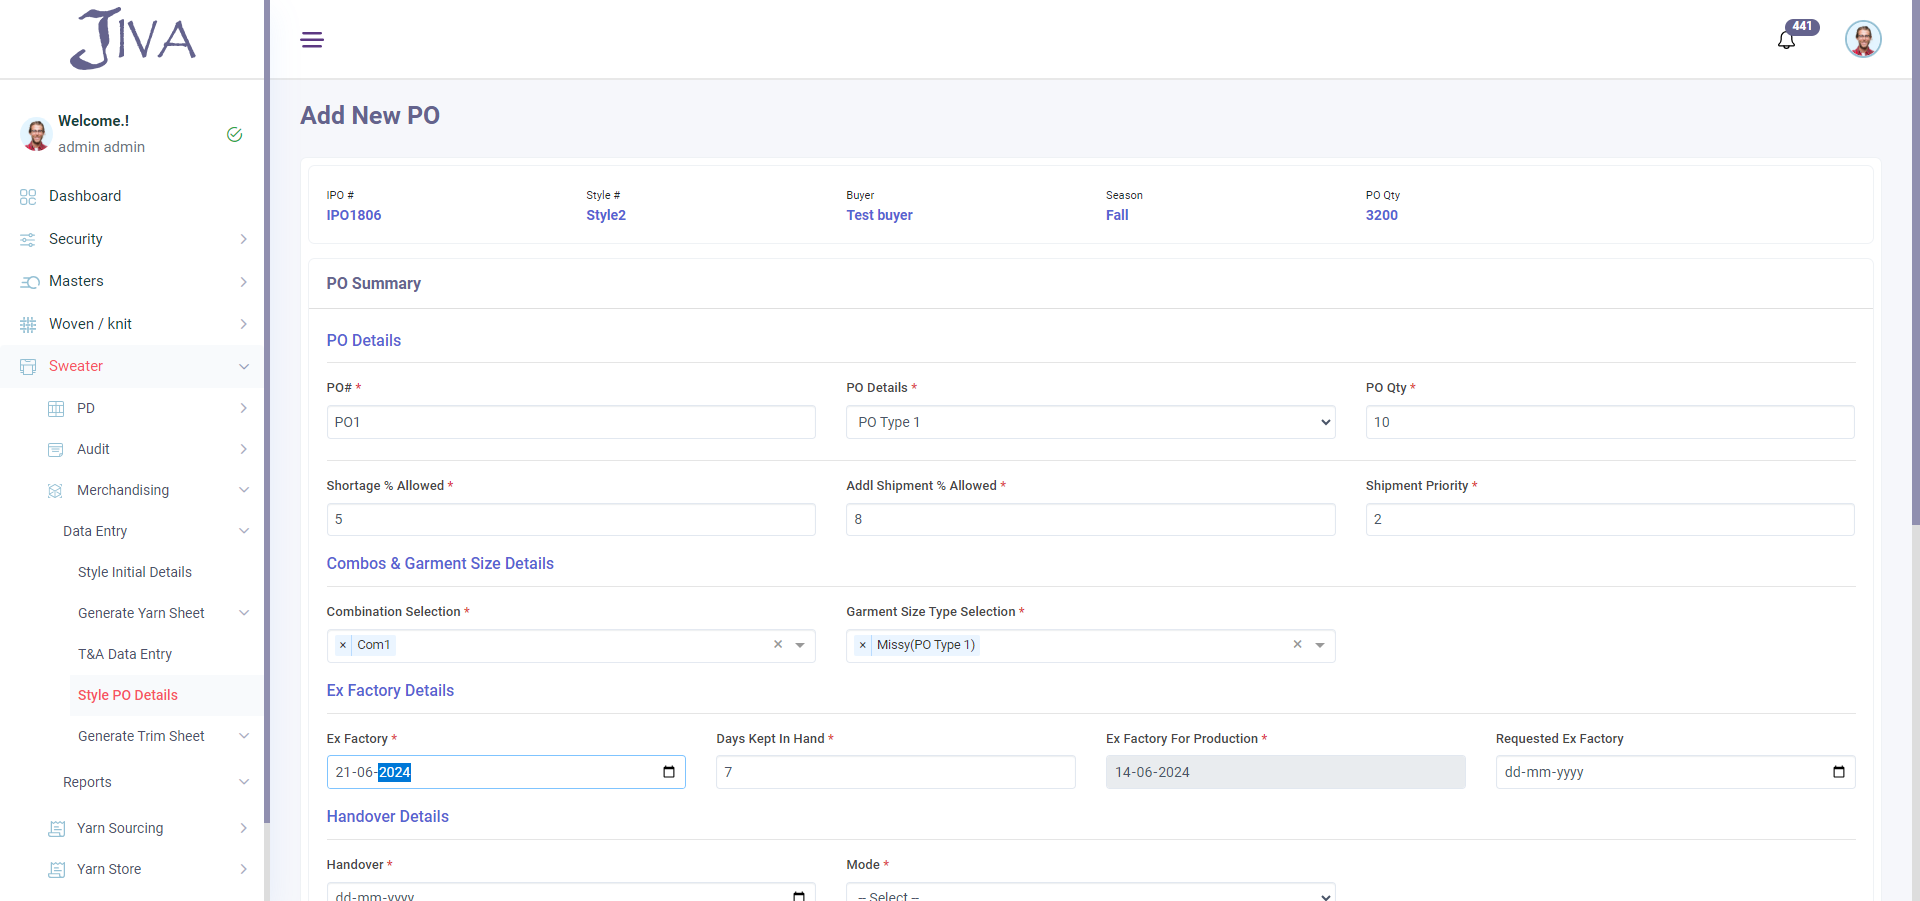 JIVA
441
Welcome.!
admin admin
Dashboard
Security
Masters
Woven / knit
Sweater
PD
Audit
Merchandising
Data Entry
Style Initial Details
Generate Yarn Sheet
T&A Data Entry
Style PO Details
Generate Trim Sheet
Reports
Yarn Sourcing
Yarn Store
Add New PO
IPO # Style # Buyer Season PO Qty
IPO1806 Style2 Test buyer Fall 3200
PO Summary
PO Details
PO# * PO Details * PO Qty *
PO1 PO Type 1 10
Shortage % Allowed * Addl Shipment % Allowed * Shipment Priority *
5 8 2
Combos & Garment Size Details
Combination Selection * Garment Size Type Selection *
× Com1 × × Missy(PO Type 1) ×
Ex Factory Details
Ex Factory * Days Kept In Hand * Ex Factory For Production * Requested Ex Factory
21-06-2024 7 14-06-2024 dd-mm-yyyy
Handover Details
Handover * Mode *
dd-mm-yyyy -- Select --